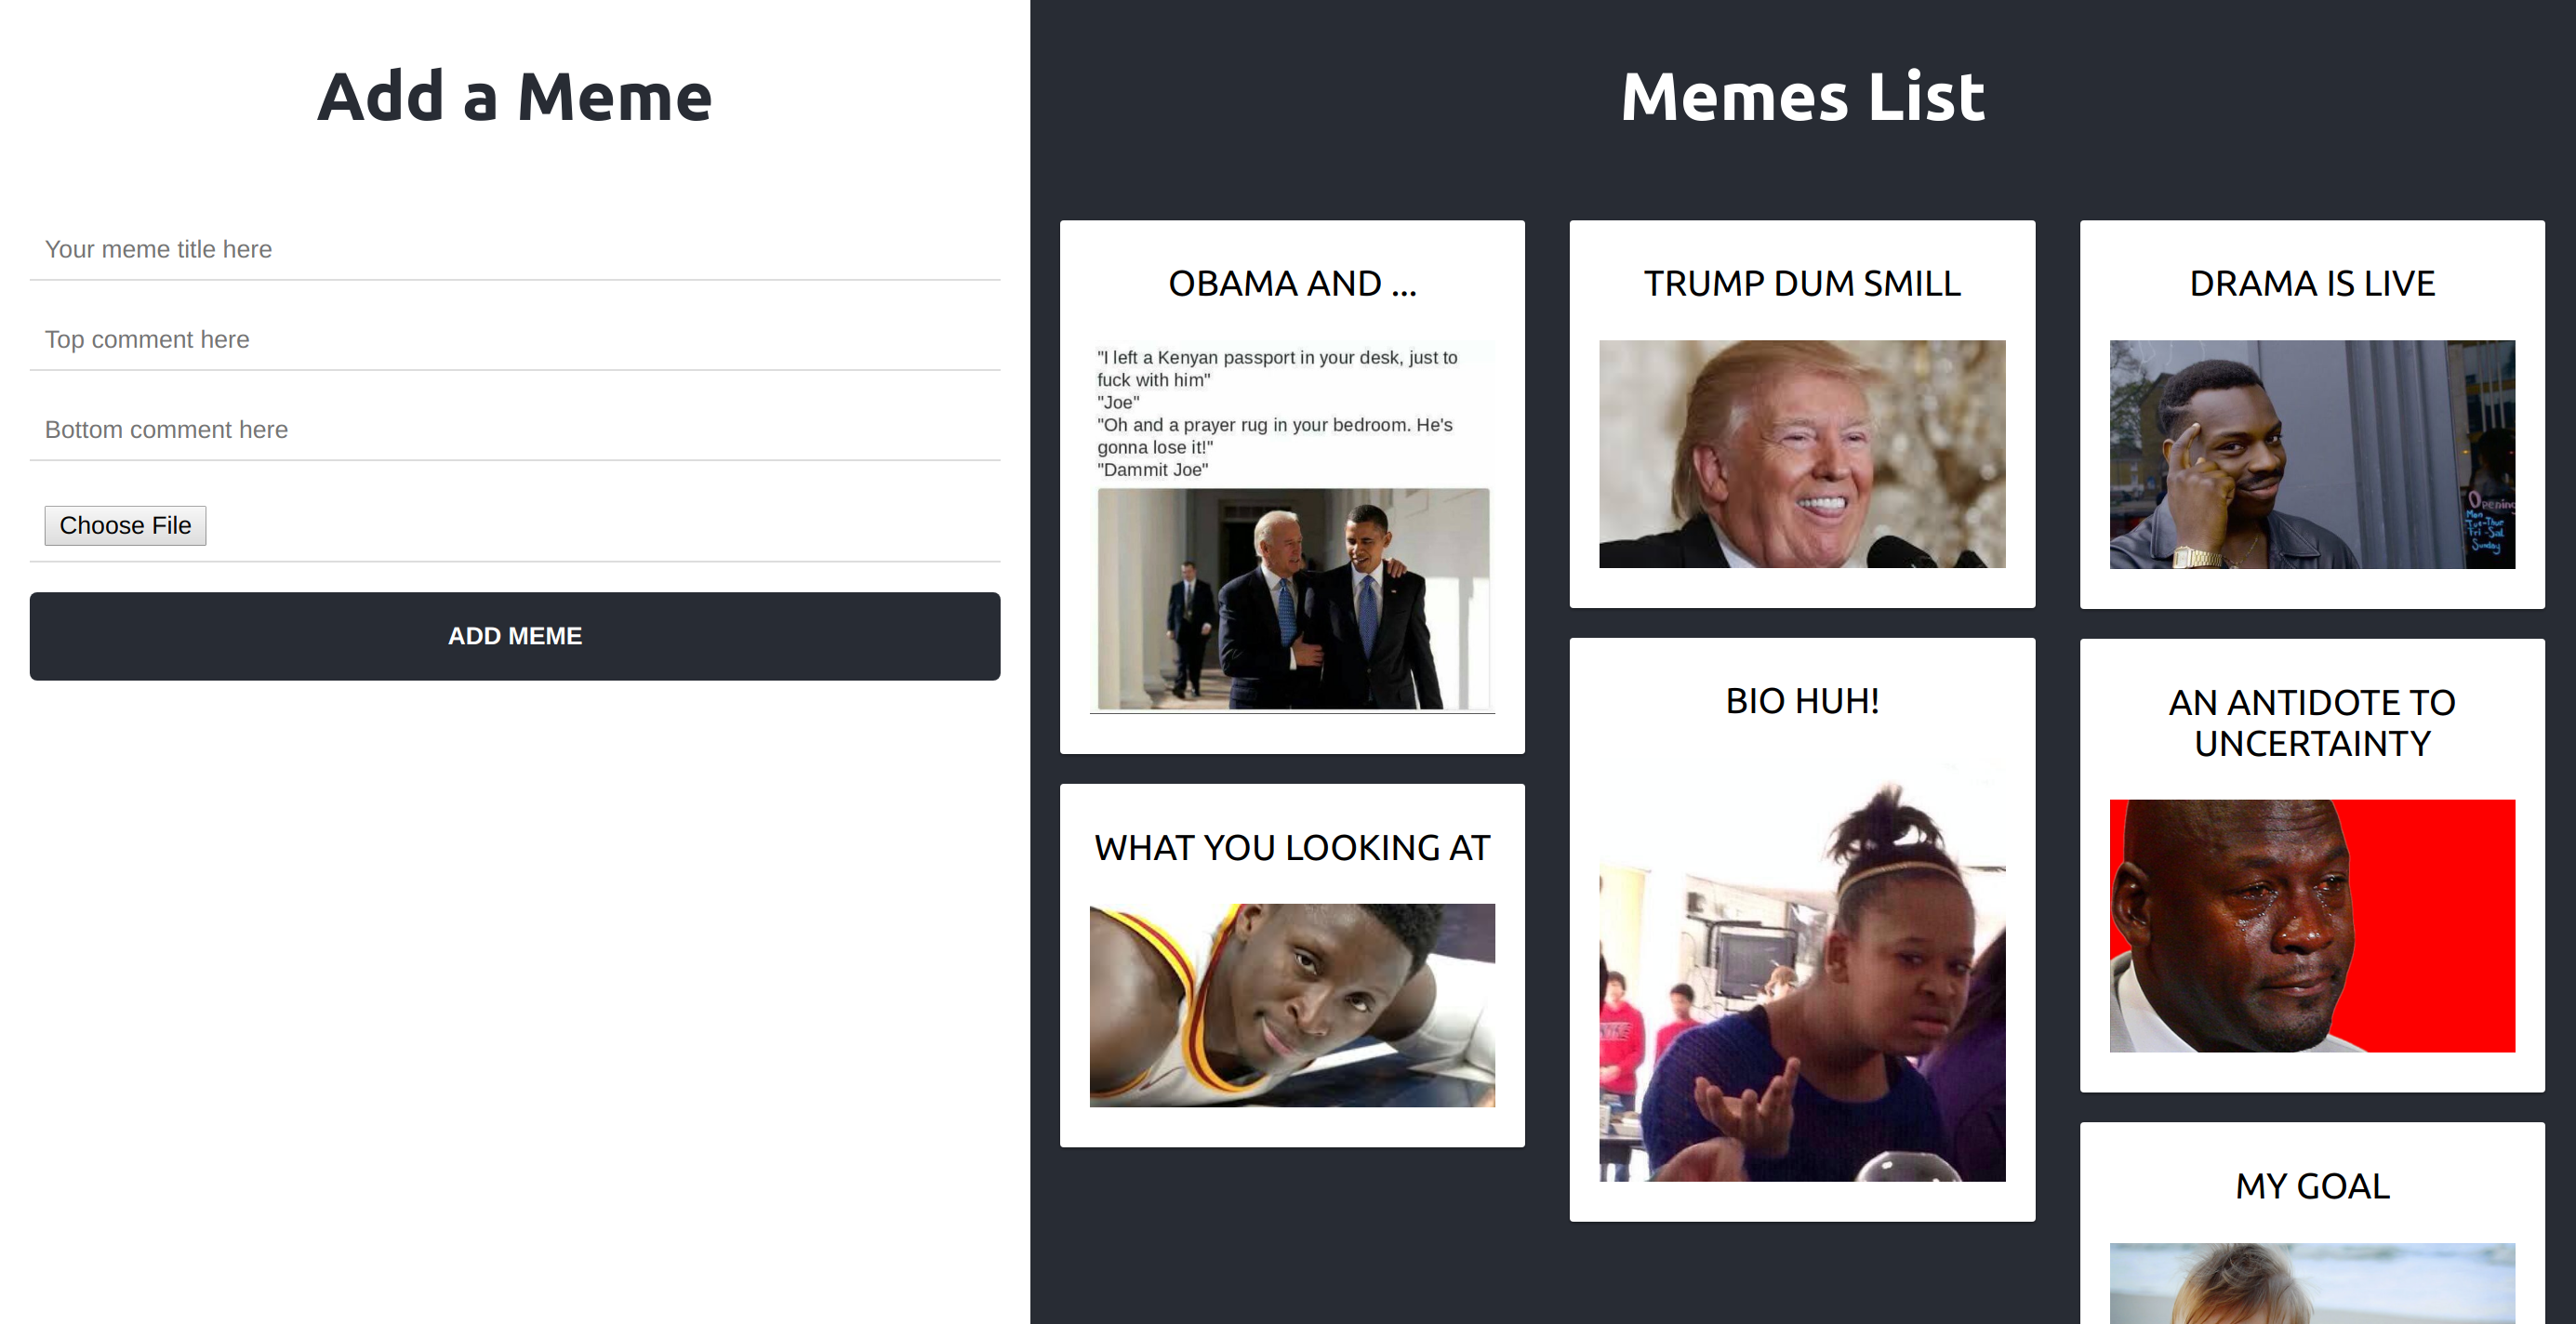 Add a Meme
Your meme title here
Top comment here
Bottom comment here
Choose File
ADD MEME
Memes List
OBAMA AND ...
"I left a Kenyan passport in your desk, just to
fuck with him"
"Joe"
"Oh and a prayer rug in your bedroom. He's
gonna lose it!"
"Dammit Joe"
WHAT YOU LOOKING AT
TRUMP DUM SMILL
BIO HUH!
DRAMA IS LIVE
Opening
Mon
Tue-Thur
Fri-Sat
Sunday
AN ANTIDOTE TO
UNCERTAINTY
MY GOAL